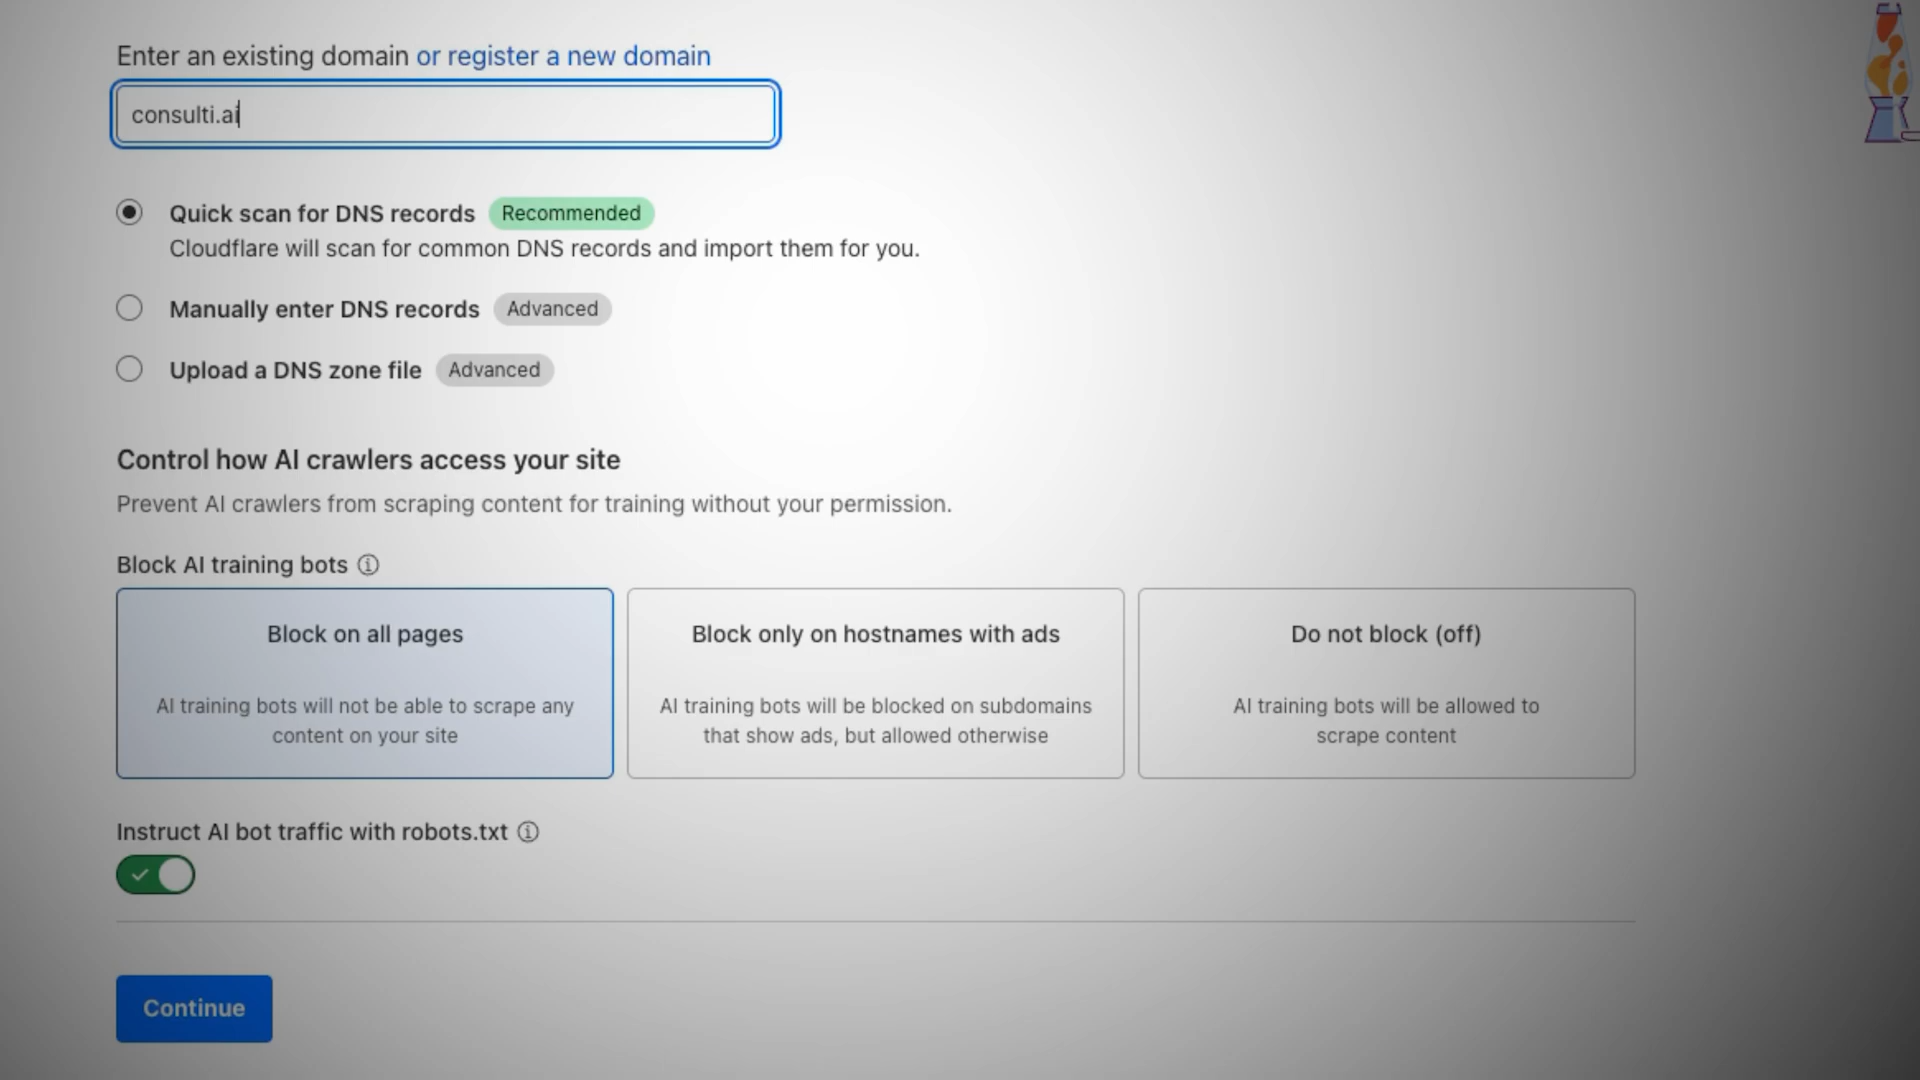 Enter an existing domain or register a new domain
consulti.ai
Quick scan for DNS records Recommended
Cloudflare will scan for common DNS records and import them for you.
Manually enter DNS records Advanced
Upload a DNS zone file Advanced
Control how AI crawlers access your site
Prevent AI crawlers from scraping content for training without your permission.
Block AI training bots
Block on all pages
AI training bots will not be able to scrape any
content on your site
Block only on hostnames with ads
AI training bots will be blocked on subdomains
that show ads, but allowed otherwise
Do not block (off)
AI training bots will be allowed to
scrape content
Instruct AI bot traffic with robots.txt
Continue